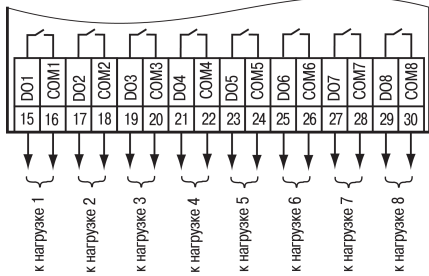 DO1 COM1 DO2 COM2 DO3 COM3 DO4 COM4 DO5 COM5 DO6 COM6 DO7 COM7 DO8 COM8
15 16 17 18 19 20 21 22 23 24 25 26 27 28 29 30
к нагрузке 1
к нагрузке 2
к нагрузке 3
к нагрузке 4
к нагрузке 5
к нагрузке 6
к нагрузке 7
к нагрузке 8